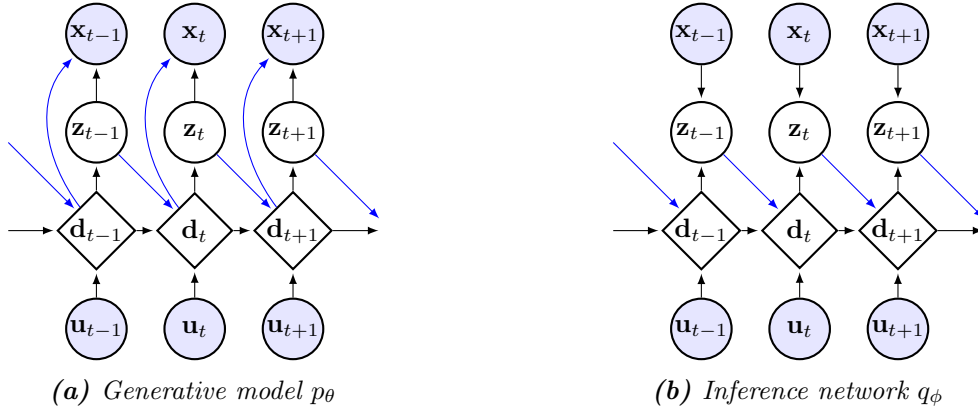 x_{t−1} x_t x_{t+1} x_{t−1} x_t x_{t+1}
z_{t−1} z_t z_{t+1} z_{t−1} z_t z_{t+1}
d_{t−1} d_t d_{t+1} d_{t−1} d_t d_{t+1}
u_{t−1} u_t u_{t+1} u_{t−1} u_t u_{t+1}
(a) Generative model p_θ
(b) Inference network q_ϕ